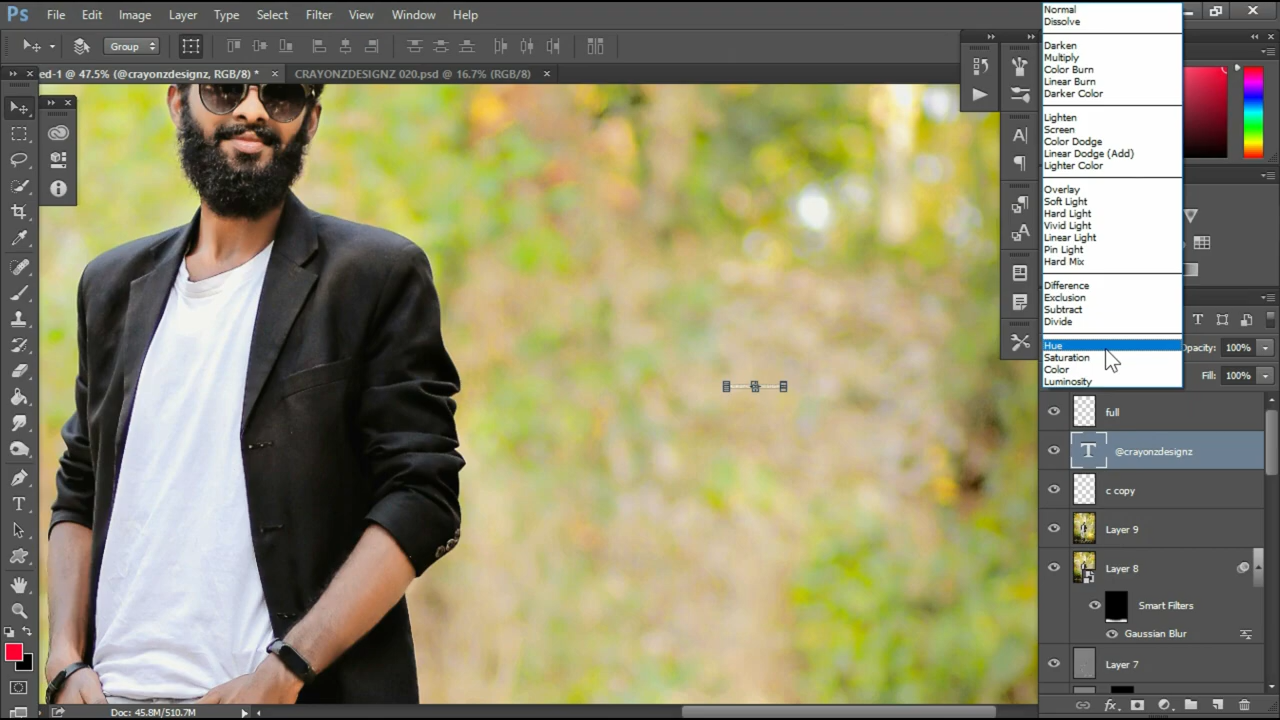 Ps File Edit Image Layer Type Select Filter View Window Help
Group
ed-1 @ 47.5% (@crayonzdesignz, RGB/8) * × CRAYONZDESIGNZ 020.psd @ 16.7% (RGB/8) ×
Normal
Dissolve
Darken
Multiply
Color Burn
Linear Burn
Darker Color
Lighten
Screen
Color Dodge
Linear Dodge (Add)
Lighter Color
Overlay
Soft Light
Hard Light
Vivid Light
Linear Light
Pin Light
Hard Mix
Difference
Exclusion
Subtract
Divide
Hue
Saturation
Color
Luminosity
Opacity: 100%
Fill: 100%
full
T @crayonzdesignz
c copy
Layer 9
Layer 8
Smart Filters
Gaussian Blur
Layer 7
Doc: 45.8M/510.7M